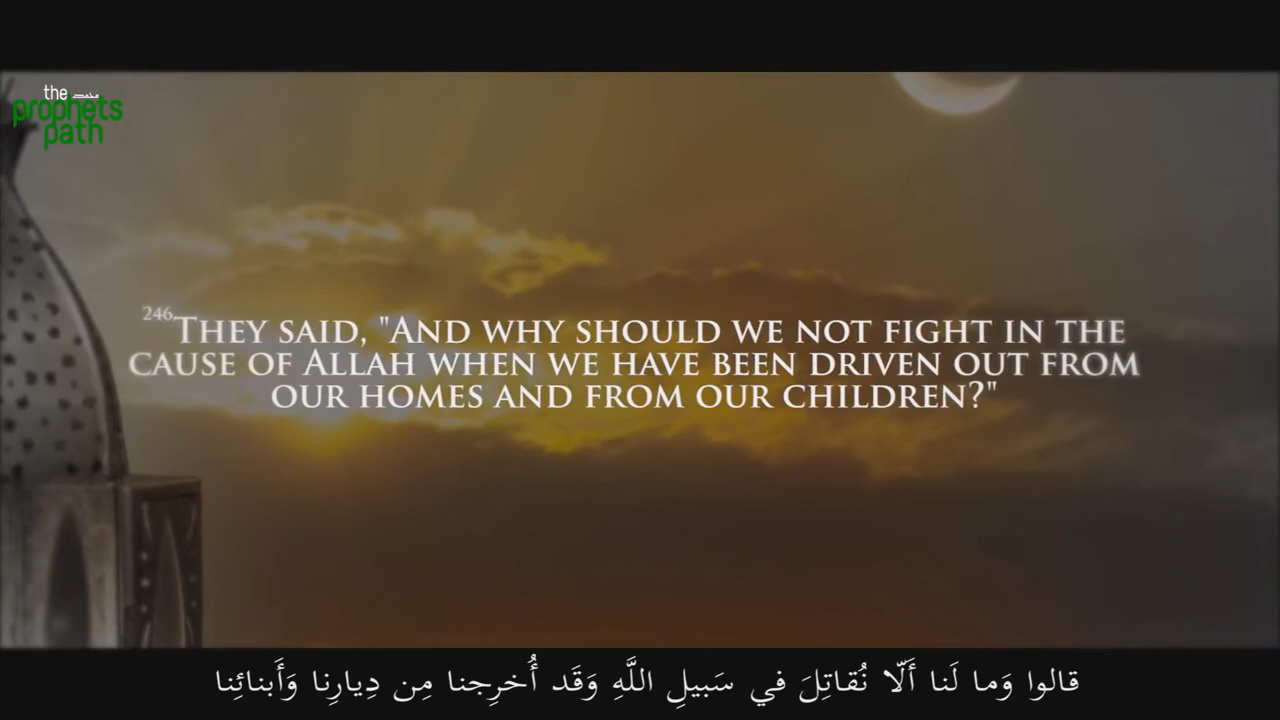 the
prophets
path
246.THEY SAID, "AND WHY SHOULD WE NOT FIGHT IN THE
CAUSE OF ALLAH WHEN WE HAVE BEEN DRIVEN OUT FROM
OUR HOMES AND FROM OUR CHILDREN?"
قالوا وَما لَنا أَلّا نُقاتِلَ في سَبيلِ اللَّهِ وَقَد أُخرِجنا مِن دِيارِنا وَأَبنائِنا